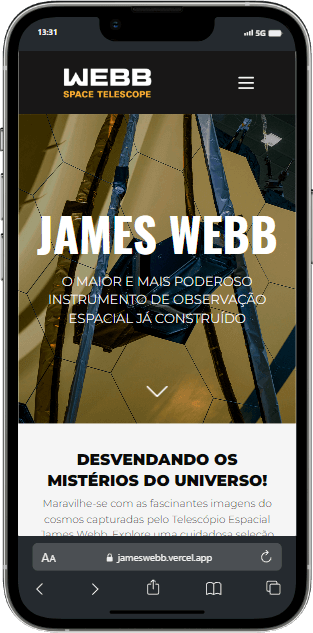 13:31
5G
WEBB
SPACE TELESCOPE
JAMES WEBB
O MAIOR E MAIS PODEROSO
INSTRUMENTO DE OBSERVAÇÃO
ESPACIAL JÁ CONSTRUÍDO
DESVENDANDO OS
MISTÉRIOS DO UNIVERSO!
Maravilhe-se com as fascinantes imagens do
cosmos capturadas pelo Telescópio Espacial
James Webb. Explore uma cuidadosa seleção
AA jameswebb.vercel.app